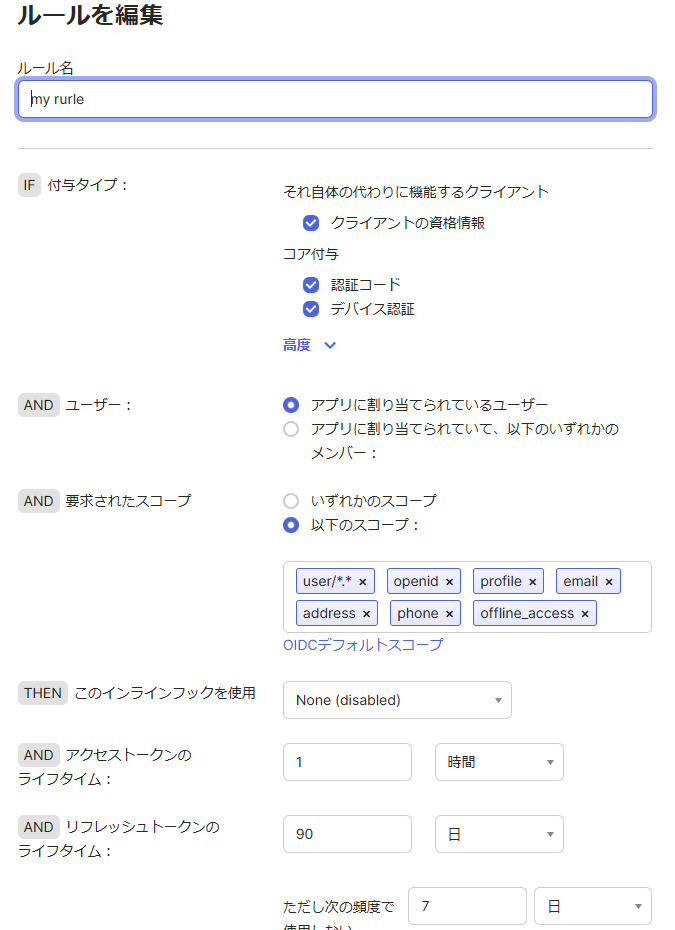 ルールを編集
ルール名
my rurle
IF 付与タイプ：
それ自体の代わりに機能するクライアント
クライアントの資格情報
コア付与
認証コード
デバイス認証
高度
AND ユーザー：
アプリに割り当てられているユーザー
アプリに割り当てられていて、以下のいずれかの
メンバー：
AND 要求されたスコープ
いずれかのスコープ
以下のスコープ：
user/*.* × openid × profile × email ×
address × phone × offline_access ×
OIDCデフォルトスコープ
THEN このインラインフックを使用
None (disabled)
AND アクセストークンの
ライフタイム：
1 時間
AND リフレッシュトークンの
ライフタイム：
90 日
ただし次の頻度で
7 日
使用しない